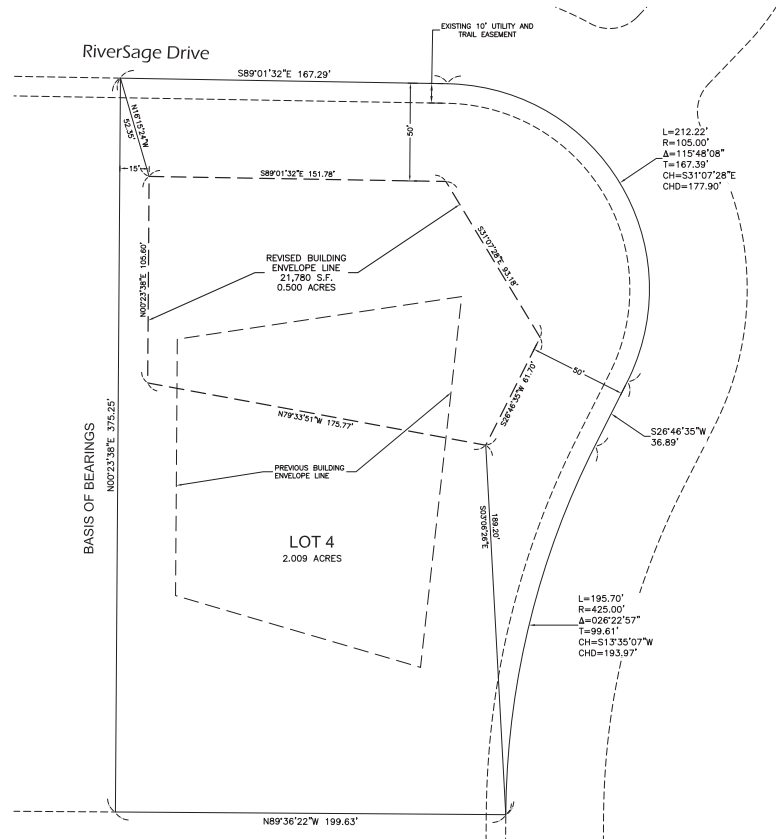 EXISTING 10' UTILITY AND
TRAIL EASEMENT
RiverSage Drive
S89°01'32"E 167.29'
N16°15'24"W
52.35'
15'
50'
L=212.22'
R=105.00'
Δ=115°48'08"
T=167.39'
CH=S31°07'28"E
CHD=177.90'
S89°01'32"E 151.78'
S31°07'28"E 93.18'
REVISED BUILDING
ENVELOPE LINE
21,780 S.F.
0.500 ACRES
N00°23'38"E 105.60'
50'
S26°46'35"W 61.70'
N79°33'51"W 175.77'
S26°46'35"W
36.89'
BASIS OF BEARINGS
N00°23'38"E 375.25'
PREVIOUS BUILDING
ENVELOPE LINE
189.20'
S03°06'26"E
LOT 4
2.009 ACRES
L=195.70'
R=425.00'
Δ=026°22'57"
T=99.61'
CH=S13°35'07"W
CHD=193.97'
N89°36'22"W 199.63'